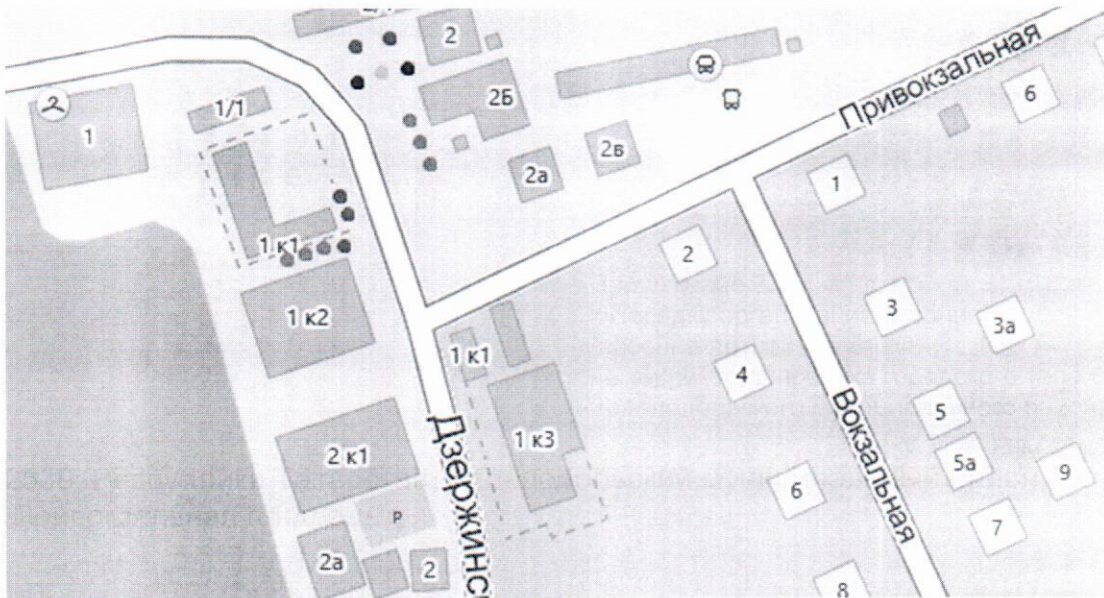 2
1/1
1
2Б
2в
2а
Привокзальная
6
1
2
1 к1
1 к2
3
3а
1 к1
4
Вокзальная
5
1 к3
Дзержинс
2 к1
5а
9
6
P
7
2а
2
8